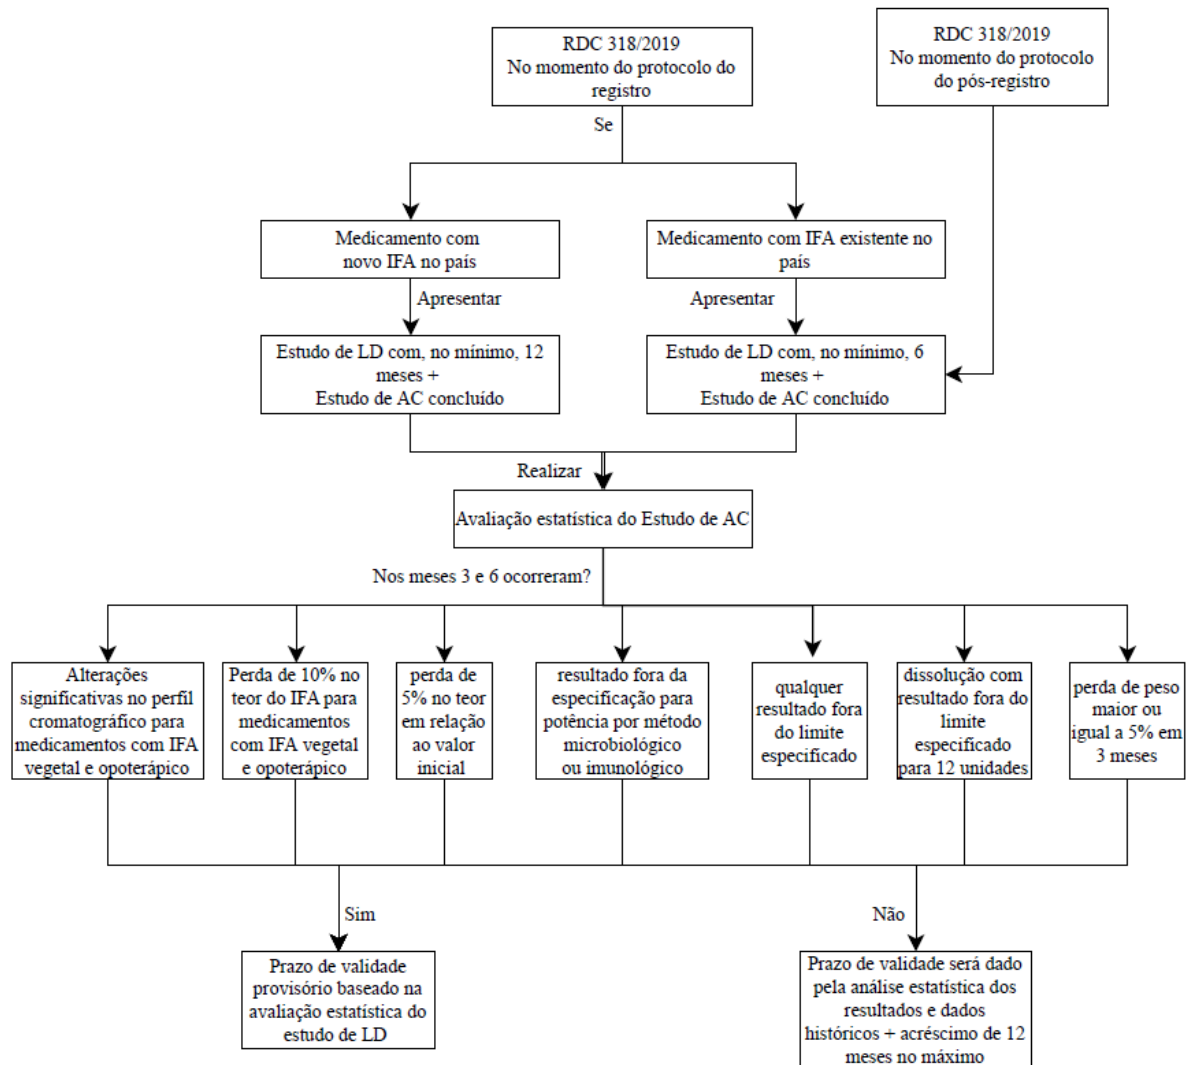 RDC 318/2019
No momento do protocolo do
registro
RDC 318/2019
No momento do protocolo
do pós-registro
Se
Medicamento com
novo IFA no país
Medicamento com IFA existente no
país
Apresentar
Apresentar
Estudo de LD com, no mínimo, 12
meses +
Estudo de AC concluído
Estudo de LD com, no mínimo, 6
meses +
Estudo de AC concluído
Realizar
Avaliação estatística do Estudo de AC
Nos meses 3 e 6 ocorreram?
Alterações
significativas no perfil
cromatográfico para
medicamentos com IFA
vegetal e opoterápico
Perda de 10% no
teor do IFA para
medicamentos
com IFA vegetal
e opoterápico
perda de
5% no teor
em relação
ao valor
inicial
resultado fora da
especificação para
potência por método
microbiológico
ou imunológico
qualquer
resultado fora
do limite
especificado
dissolução com
resultado fora do
limite
especificado
para 12 unidades
perda de peso
maior ou
igual a 5% em
3 meses
Sim
Não
Prazo de validade
provisório baseado na
avaliação estatística do
estudo de LD
Prazo de validade será dado
pela análise estatística dos
resultados e dados
históricos + acréscimo de 12
meses no máximo